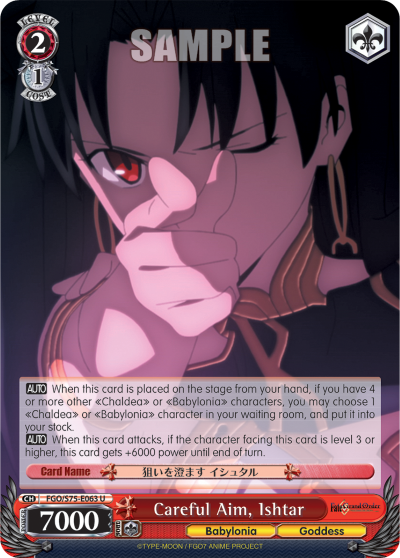 LEVEL
2
1
COST
SAMPLE
AUTO When this card is placed on the stage from your hand, if you have 4
or more other «Chaldea» or «Babylonia» characters, you may choose 1
«Chaldea» or «Babylonia» character in your waiting room, and put it into
your stock.
AUTO When this card attacks, if the character facing this card is level 3 or
higher, this card gets +6000 power until end of turn.
Card Name
狙いを澄ます イシュタル
CH
FGO/S75-E063 U
7000
Careful Aim, Ishtar
Fate Grand Order
Babylonia
Goddess
©TYPE-MOON / FGO7 ANIME PROJECT